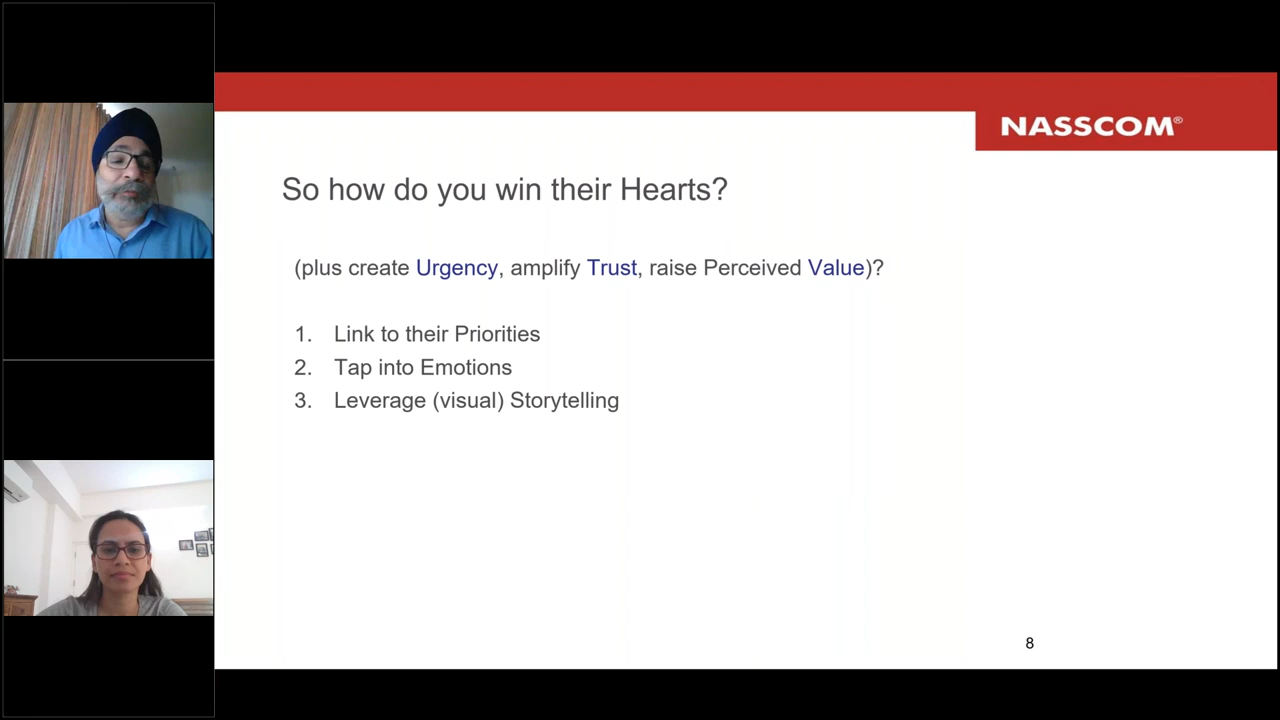 NASSCOM®
So how do you win their Hearts?
(plus create Urgency, amplify Trust, raise Perceived Value)?
1. Link to their Priorities
2. Tap into Emotions
3. Leverage (visual) Storytelling
8